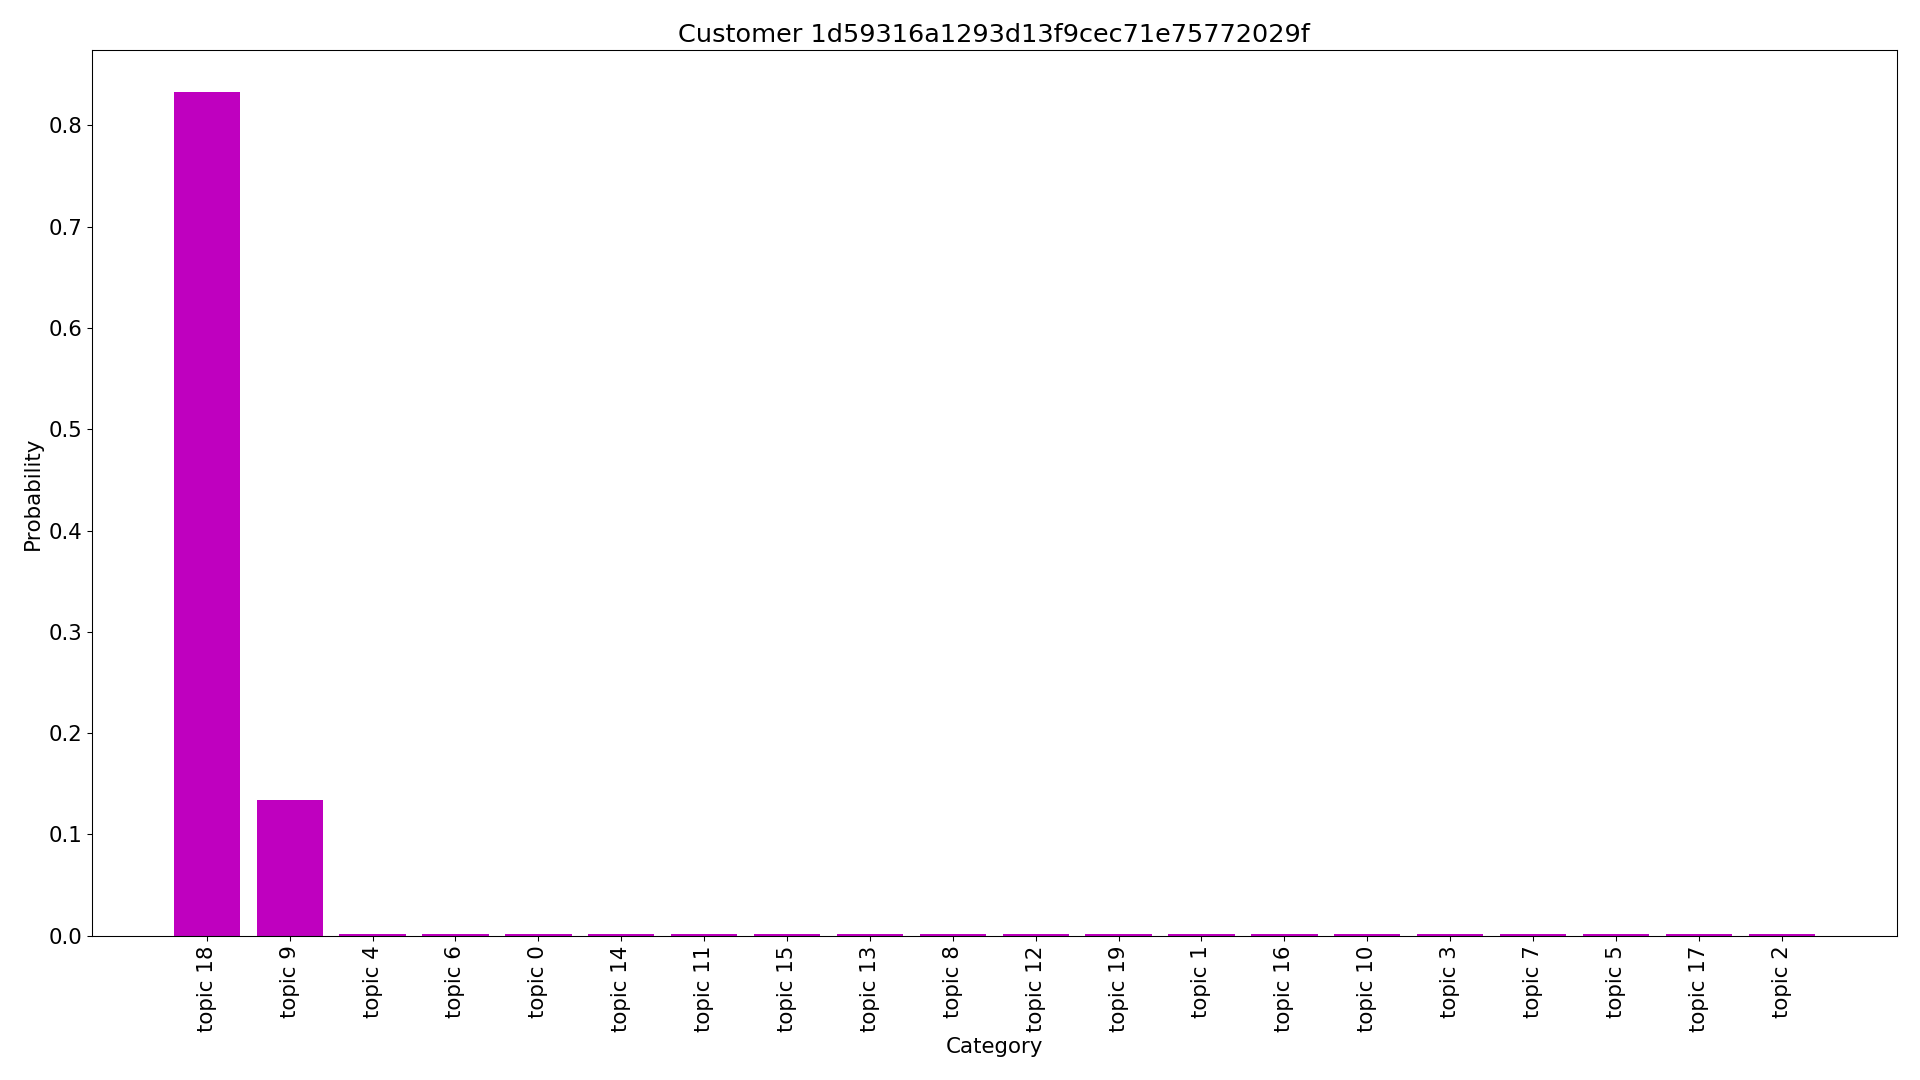 Customer 1d59316a1293d13f9cec71e75772029f
Probability
0.8
0.7
0.6
0.5
0.4
0.3
0.2
0.1
0.0
topic 18
topic 9
topic 4
topic 6
topic 0
topic 14
topic 11
topic 15
topic 13
topic 8
topic 12
topic 19
topic 1
topic 16
topic 10
topic 3
topic 7
topic 5
topic 17
topic 2
Category